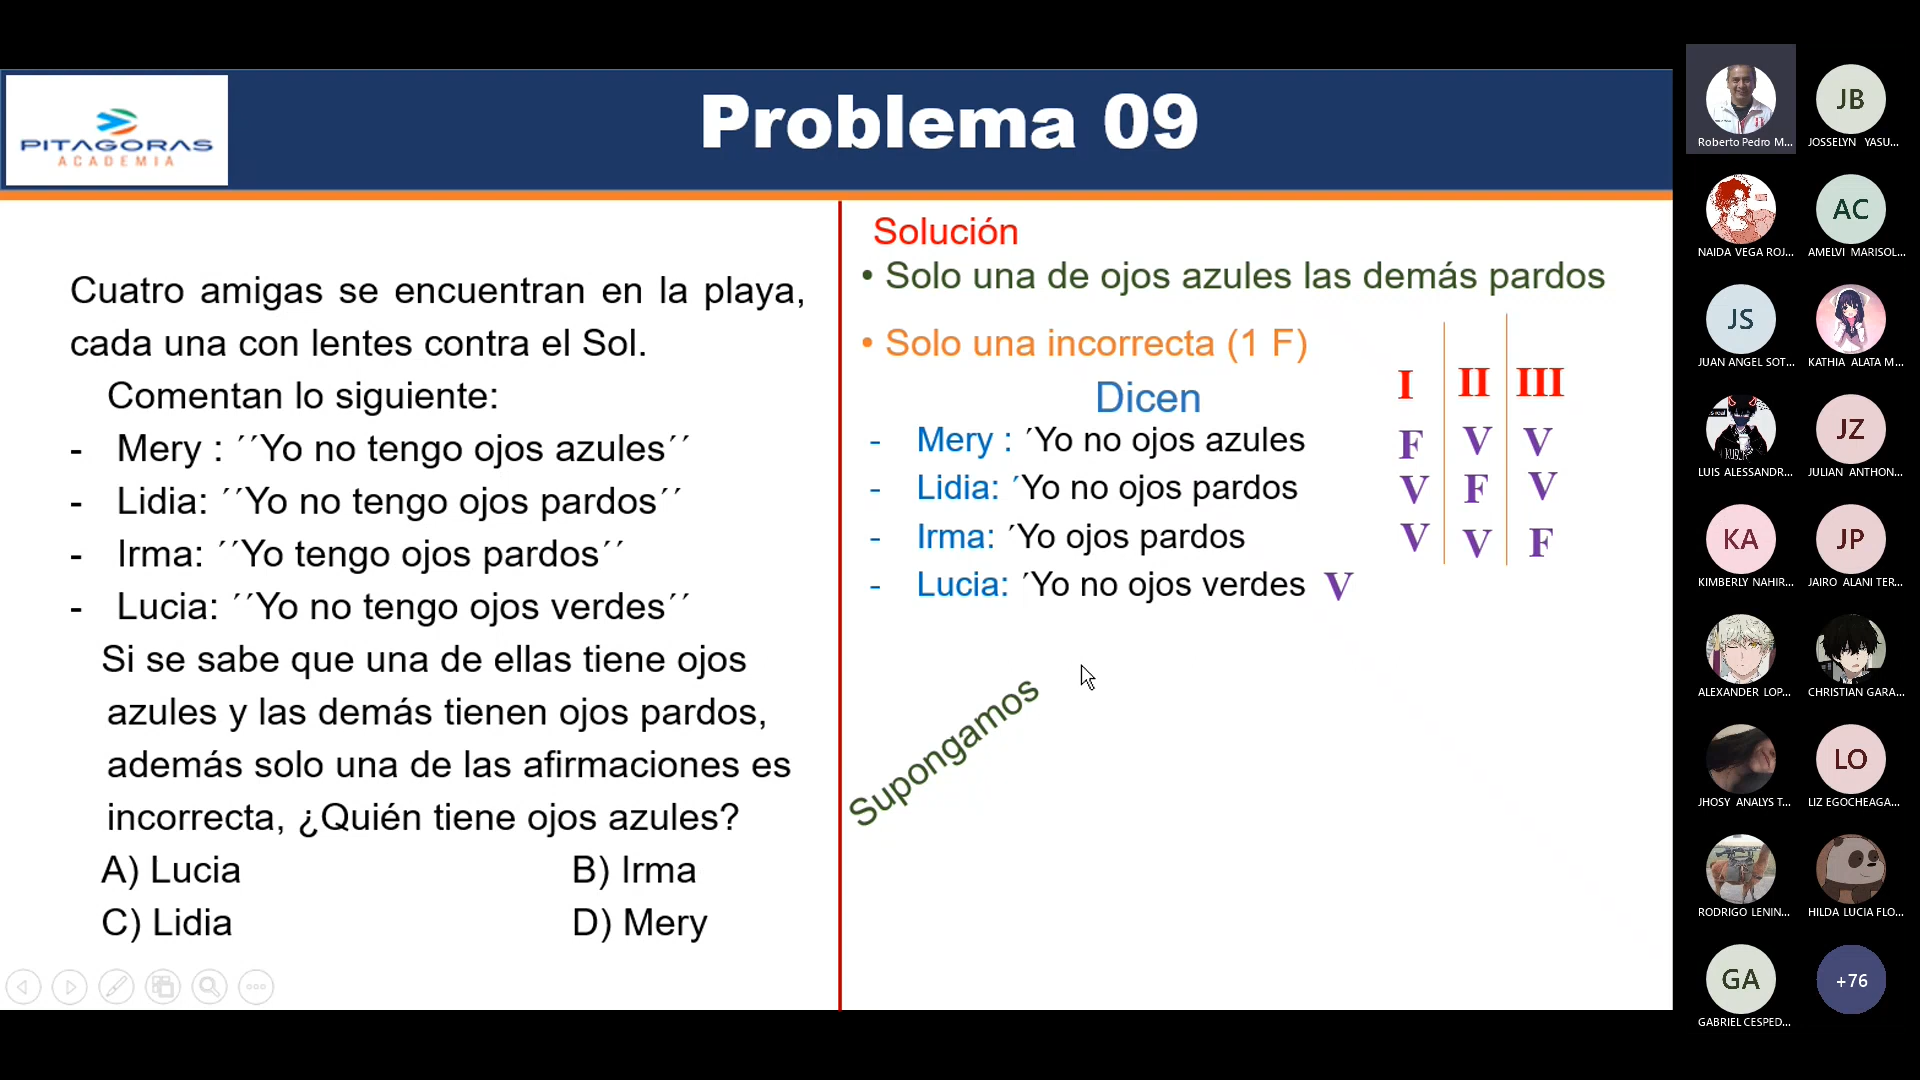 PITAGORAS
ACADEMIA
Problema 09
Cuatro amigas se encuentran en la playa,
cada una con lentes contra el Sol.
Comentan lo siguiente:
- Mery : ´´Yo no tengo ojos azules´´
- Lidia: ´´Yo no tengo ojos pardos´´
- Irma: ´´Yo tengo ojos pardos´´
- Lucia: ´´Yo no tengo ojos verdes´´
Si se sabe que una de ellas tiene ojos
azules y las demás tienen ojos pardos,
además solo una de las afirmaciones es
incorrecta, ¿Quién tiene ojos azules?
A) Lucia B) Irma
C) Lidia D) Mery
Solución
• Solo una de ojos azules las demás pardos
• Solo una incorrecta (1 F)
I II III
Dicen
- Mery : ´Yo no ojos azules F V V
- Lidia: ´Yo no ojos pardos V F V
- Irma: ´Yo ojos pardos V V F
- Lucia: ´Yo no ojos verdes V
Supongamos
Roberto Pedro M...
JB
JOSSELYN YASU...
NAIDA VEGA ROJ...
AC
AMELVI MARISOL...
JS
JUAN ANGEL SOT...
KATHIA ALATA M...
LUIS ALESSANDR...
JZ
JULIAN ANTHON...
KA
KIMBERLY NAHIR...
JP
JAIRO ALANI TER...
ALEXANDER LOP...
CHRISTIAN GARA...
JHOSY ANALYS T...
LO
LIZ EGOCHEAGA...
RODRIGO LENIN...
HILDA LUCIA FLO...
GA
GABRIEL CESPED...
+76